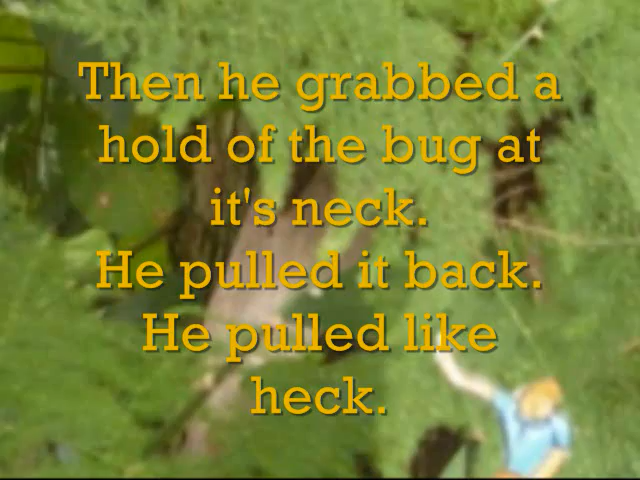 Then he grabbed a
hold of the bug at
it's neck.
He pulled it back.
He pulled like
heck.